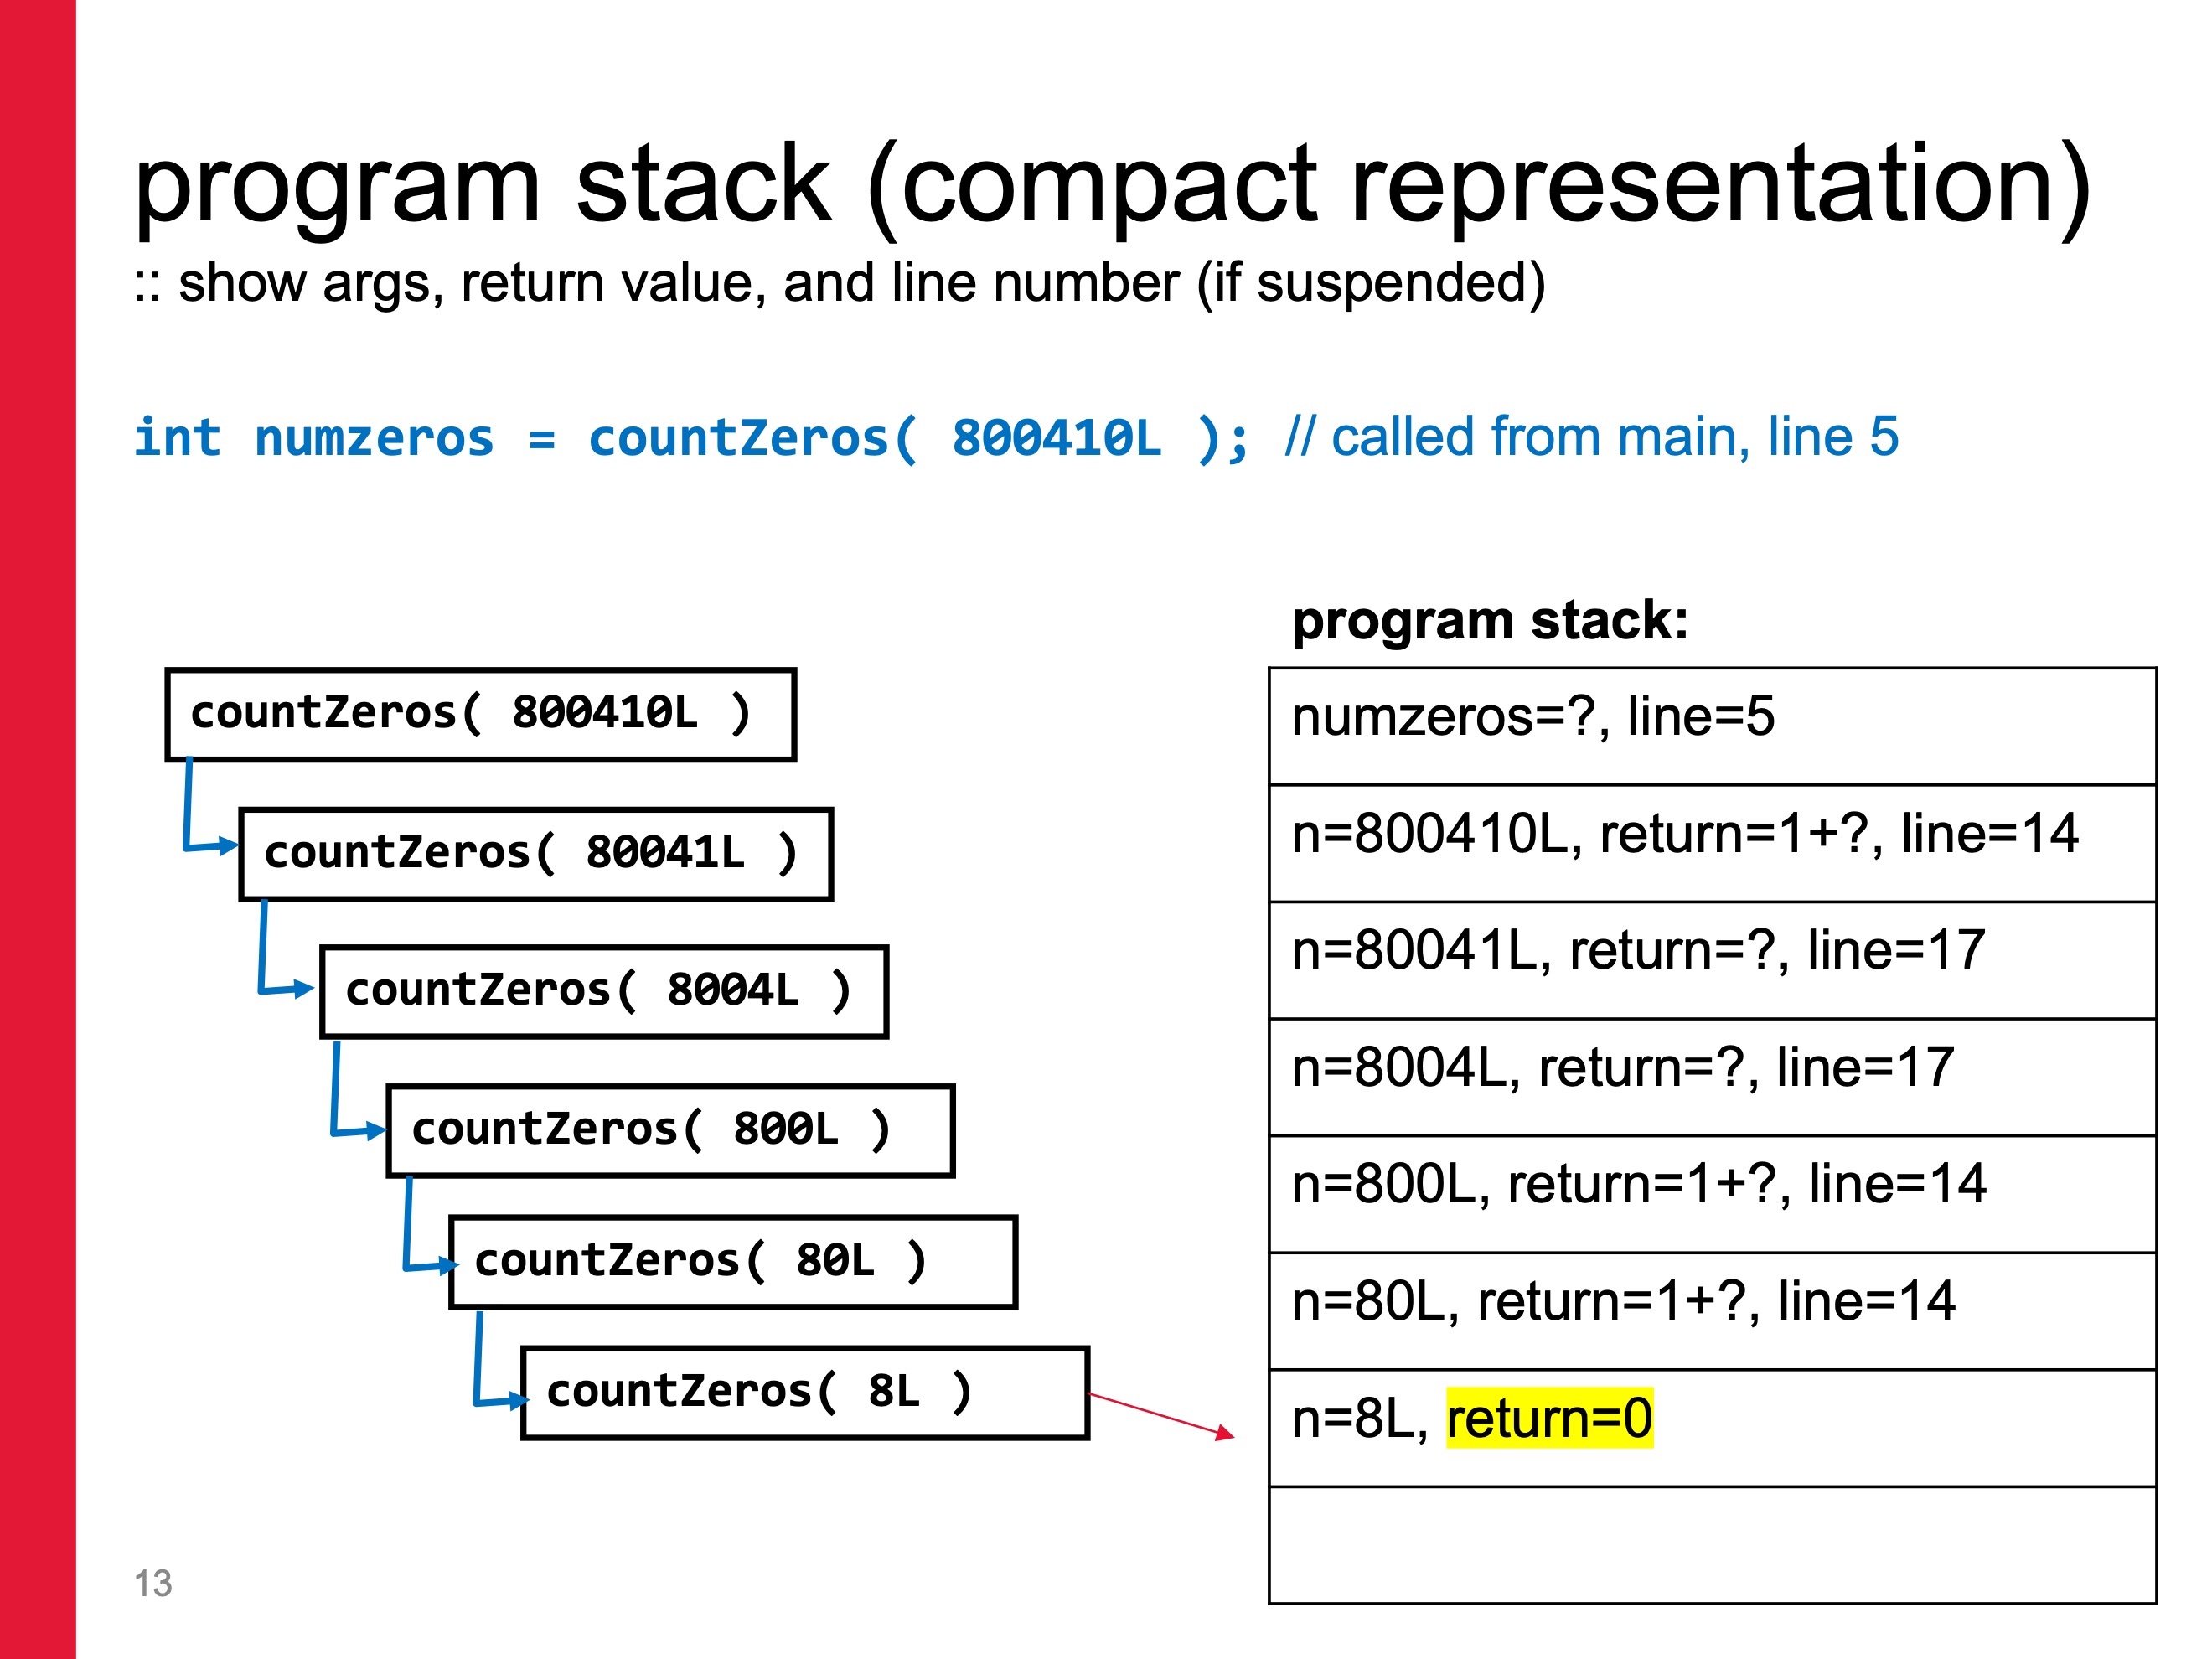 program stack (compact representation)
:: show args, return value, and line number (if suspended)
int numzeros = countZeros( 800410L ); // called from main, line 5
countZeros( 800410L )
countZeros( 80041L )
countZeros( 8004L )
countZeros( 800L )
countZeros( 80L )
countZeros( 8L )
program stack:
numzeros=?, line=5
n=800410L, return=1+?, line=14
n=80041L, return=?, line=17
n=8004L, return=?, line=17
n=800L, return=1+?, line=14
n=80L, return=1+?, line=14
n=8L, return=0
13